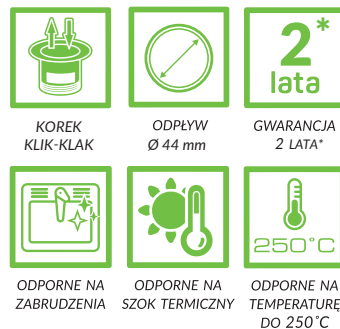 2*
lata
KOREK
KLIK-KLAK
ODPŁYW
Ø 44 mm
GWARANCJA
2 LATA*
250°C
ODPORNE NA
ZABRUDZENIA
ODPORNE NA
SZOK TERMICZNY
ODPORNE NA
TEMPERATURĘ
DO 250°C